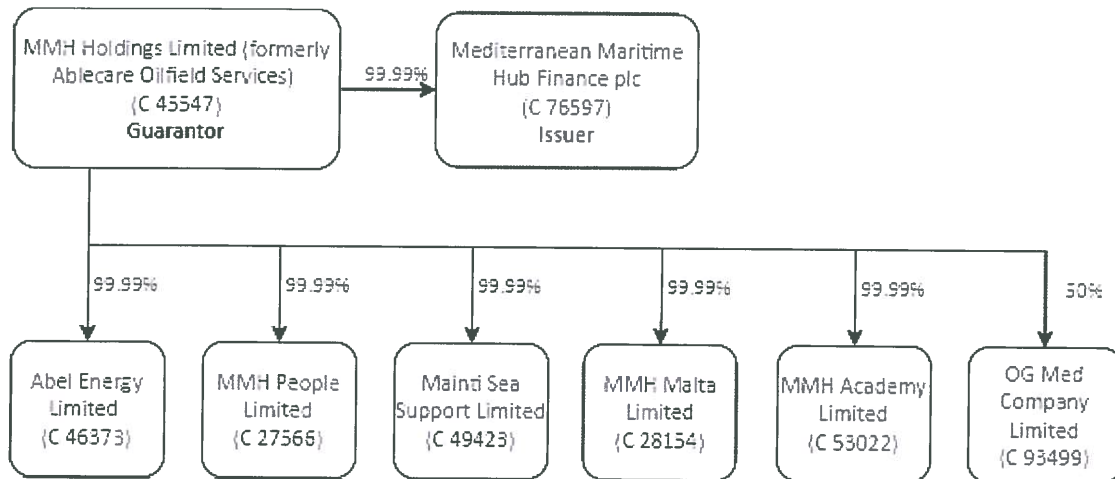 MMH Holdings Limited (formerly
Ablecare Oilfield Services)
(C 45547)
Guarantor
99.99%
Mediterranean Maritime
Hub Finance plc
(C 76597)
Issuer
99.99%
99.99%
99.99%
99.99%
99.99%
50%
Abel Energy
Limited
(C 46373)
MMH People
Limited
(C 27566)
Mainti Sea
Support Limited
(C 49423)
MMH Malta
Limited
(C 28154)
MMH Academy
Limited
(C 53022)
OG Med
Company
Limited
(C 93499)